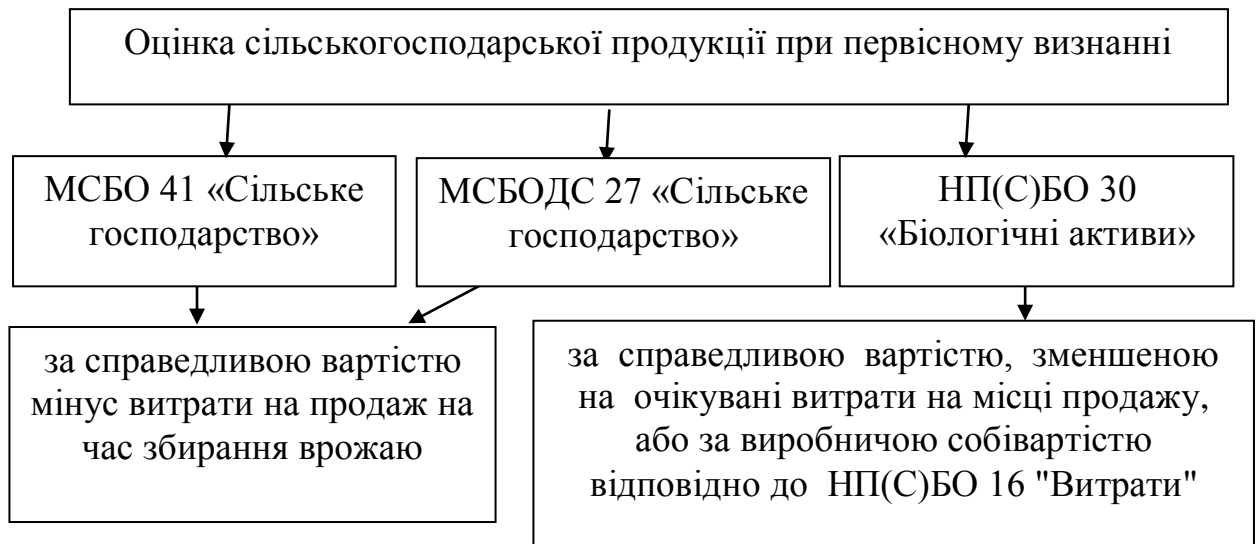 Оцінка сільськогосподарської продукції при первісному визнанні
МСБО 41 «Сільське
господарство»
МСБОДС 27 «Сільське
господарство»
НП(С)БО 30
«Біологічні активи»
за справедливою вартістю
мінус витрати на продаж на
час збирання врожаю
за справедливою вартістю, зменшеною
на очікувані витрати на місці продажу,
або за виробничою собівартістю
відповідно до НП(С)БО 16 "Витрати"